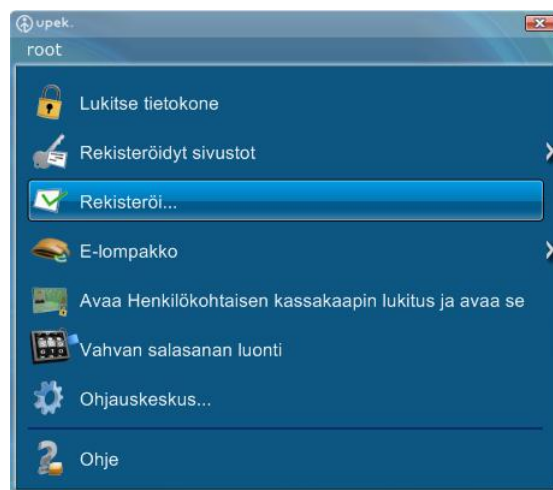 upek.
root
Lukitse tietokone
Rekisteröidyt sivustot
Rekisteröi...
E-lompakko
Avaa Henkilökohtaisen kassakaapin lukitus ja avaa se
Vahvan salasanan luonti
Ohjauskeskus...
Ohje